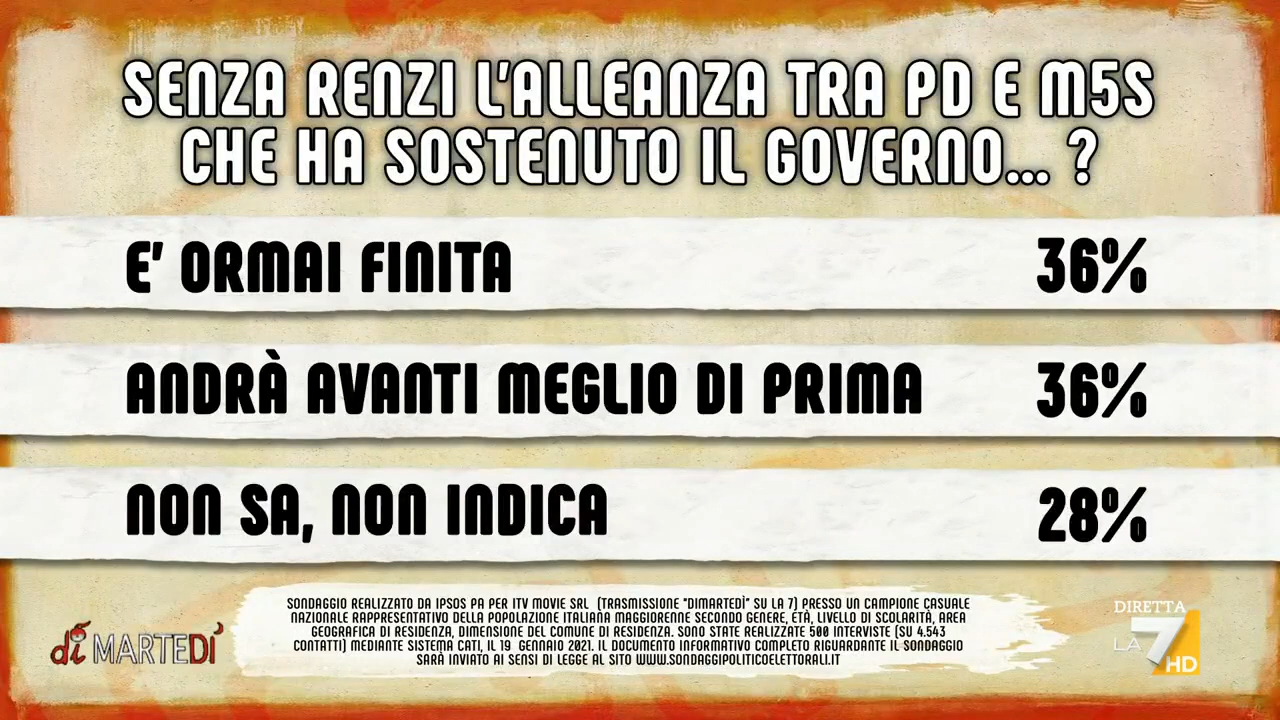 SENZA RENZI L'ALLEANZA TRA PD E M5S
CHE HA SOSTENUTO IL GOVERNO... ?
E' ORMAI FINITA 36%
ANDRÀ AVANTI MEGLIO DI PRIMA 36%
NON SA, NON INDICA 28%
SONDAGGIO REALIZZATO DA IPSOS PA PER ITV MOVIE SRL (TRASMISSIONE "DIMARTEDÌ" SU LA 7) PRESSO UN CAMPIONE CASUALE
NAZIONALE RAPPRESENTATIVO DELLA POPOLAZIONE ITALIANA MAGGIORENNE SECONDO GENERE, ETÀ, LIVELLO DI SCOLARITÀ, AREA
GEOGRAFICA DI RESIDENZA, DIMENSIONE DEL COMUNE DI RESIDENZA. SONO STATE REALIZZATE 500 INTERVISTE (SU 4.543
CONTATTI) MEDIANTE SISTEMA CATI, IL 19 GENNAIO 2021. IL DOCUMENTO INFORMATIVO COMPLETO RIGUARDANTE IL SONDAGGIO
SARÀ INVIATO AI SENSI DI LEGGE AL SITO WWW.SONDAGGIPOLITICOELETTORALI.IT
dì MARTEDÌ
DIRETTA
LA 7 HD